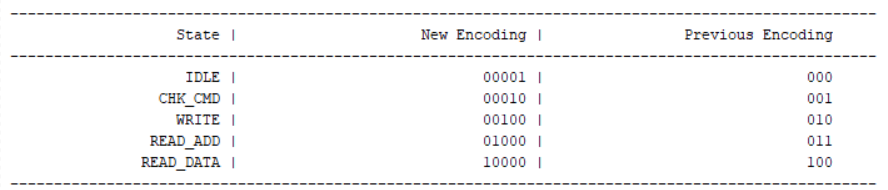 State | New Encoding | Previous Encoding
IDLE | 00001 | 000
CHK_CMD | 00010 | 001
WRITE | 00100 | 010
READ_ADD | 01000 | 011
READ_DATA | 10000 | 100